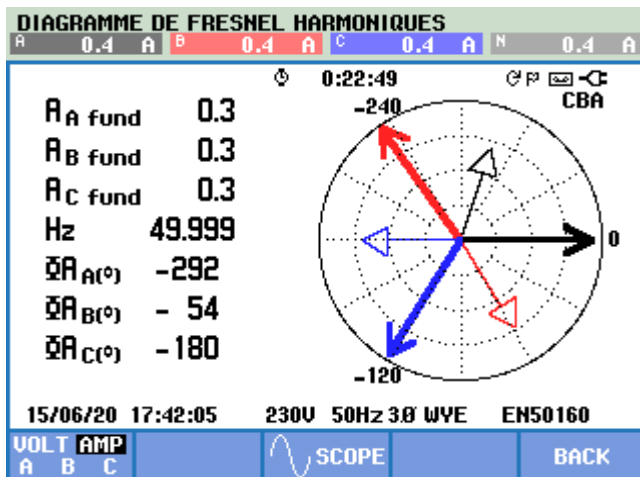 DIAGRAMME DE FRESNEL HARMONIQUES
A 0.4 A B 0.4 A C 0.4 A N 0.4 A
0:22:49
CBA
A A fund 0.3
A B fund 0.3
A C fund 0.3
Hz 49.999
ΦA A(°) -292
ΦA B(°) - 54
ΦA C(°) -180
-240
0
-120
15/06/20 17:42:05 230V 50Hz 3.Ø WYE EN50160
VOLT AMP
A B C
SCOPE
BACK